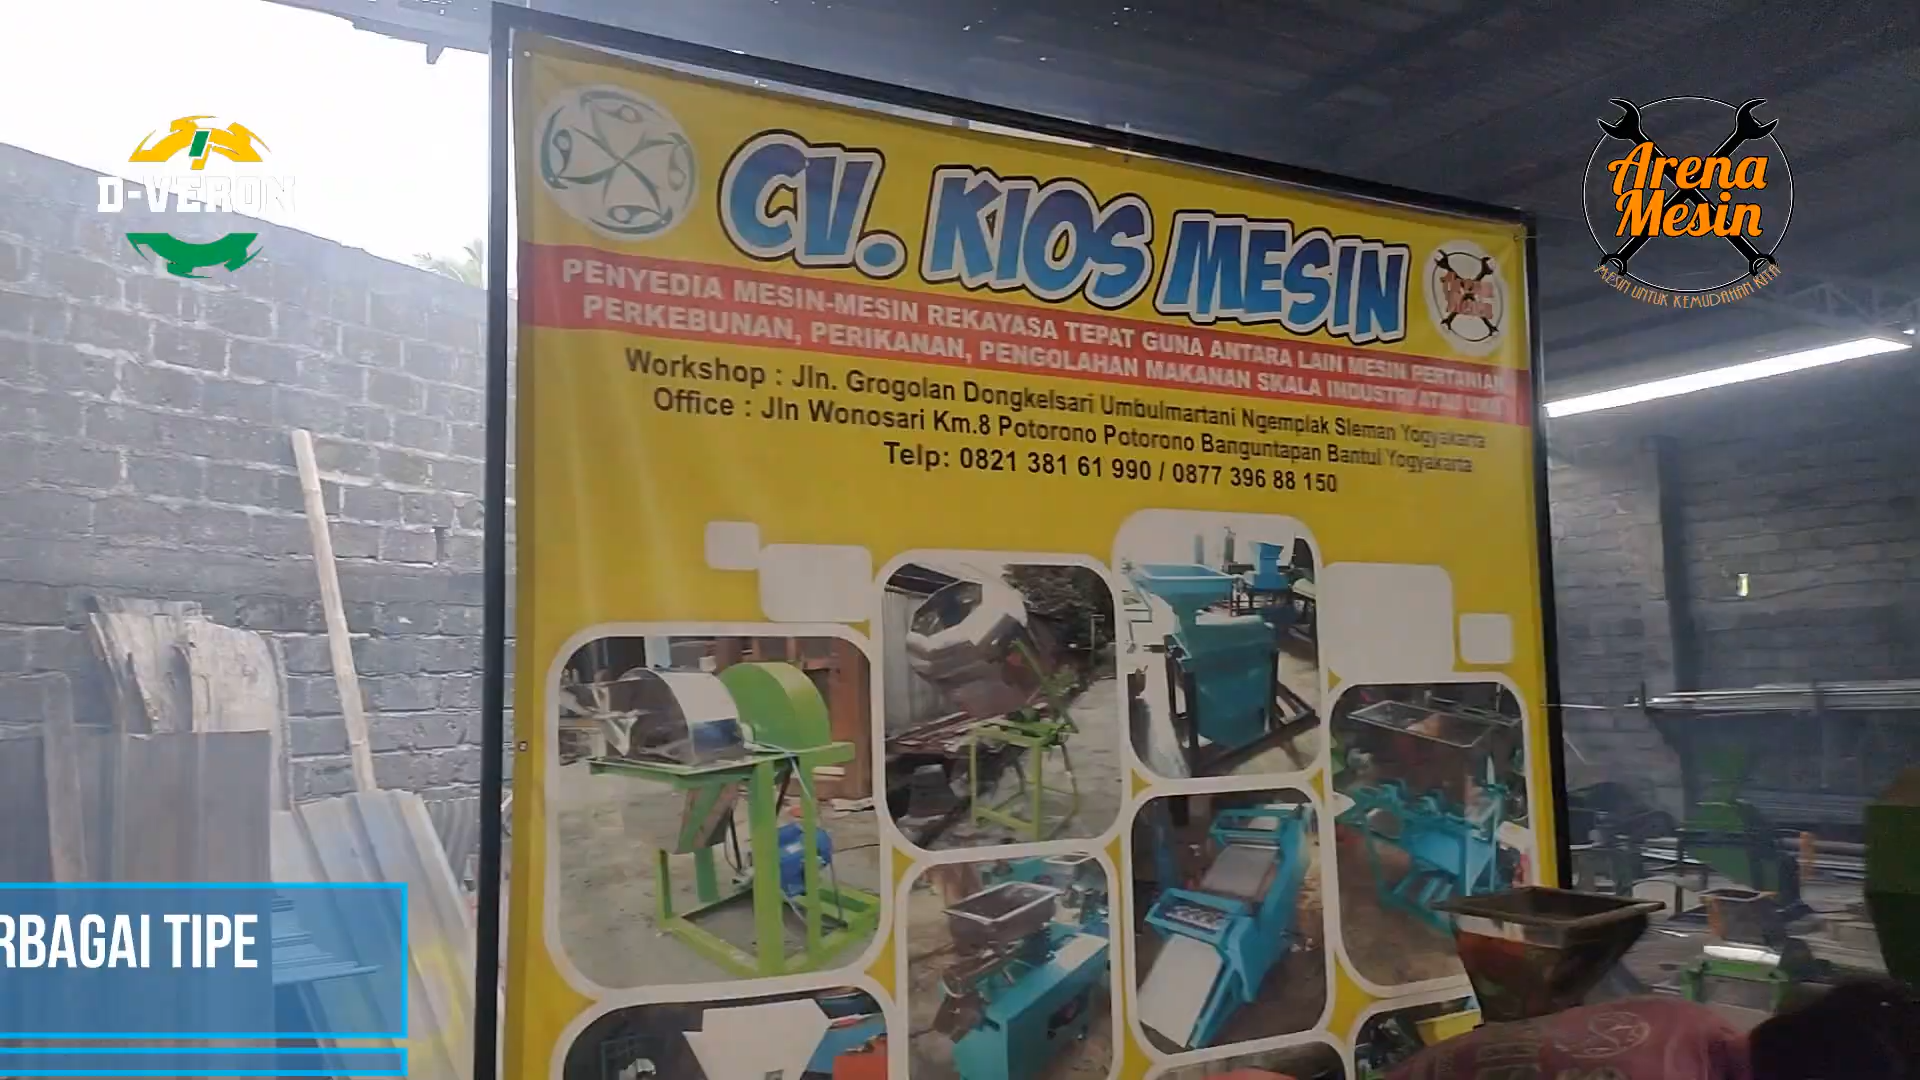 D-VERON
Arena
Mesin
MESIN UNTUK KEMUDAHAN KITA
CV. KIOS MESIN
PENYEDIA MESIN-MESIN REKAYASA TEPAT GUNA ANTARA LAIN MESIN PERTANIAN
PERKEBUNAN, PERIKANAN, PENGOLAHAN MAKANAN SKALA INDUSTRI ATAU UKM
Workshop : Jln. Grogolan Dongkelsari Umbulmartani Ngemplak Sleman Yogyakarta
Office : Jln Wonosari Km.8 Potorono Potorono Banguntapan Bantul Yogyakarta
Telp: 0821 381 61 990 / 0877 396 88 150
RBAGAI TIPE